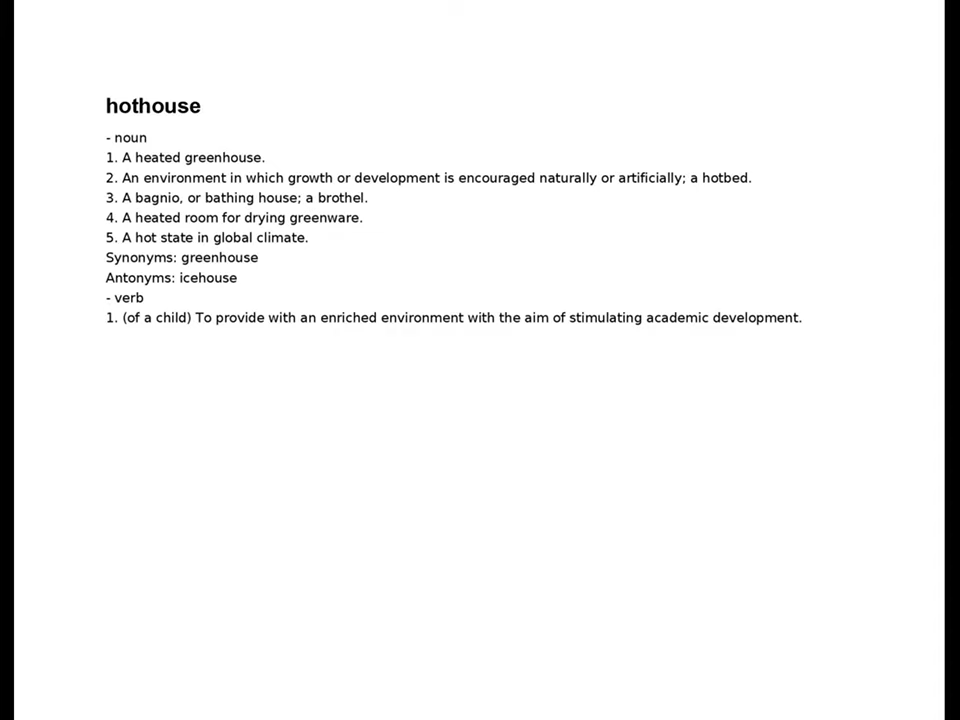 hothouse
- noun
1. A heated greenhouse.
2. An environment in which growth or development is encouraged naturally or artificially; a hotbed.
3. A bagnio, or bathing house; a brothel.
4. A heated room for drying greenware.
5. A hot state in global climate.
Synonyms: greenhouse
Antonyms: icehouse
- verb
1. (of a child) To provide with an enriched environment with the aim of stimulating academic development.